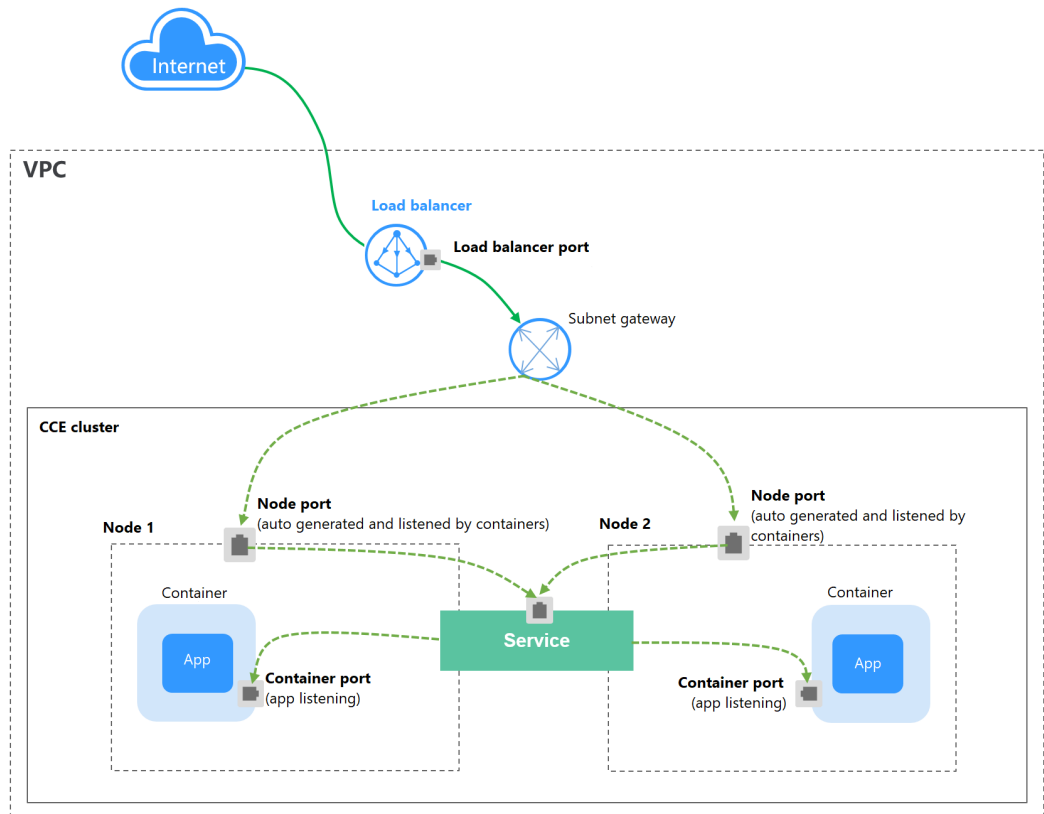 Internet
VPC
Load balancer
Load balancer port
Subnet gateway
CCE cluster
Node port
(auto generated and listened by containers)
Node 1
Node port
(auto generated and listened by
containers)
Node 2
Container
App
Container port
(app listening)
Service
Container
App
Container port
(app listening)